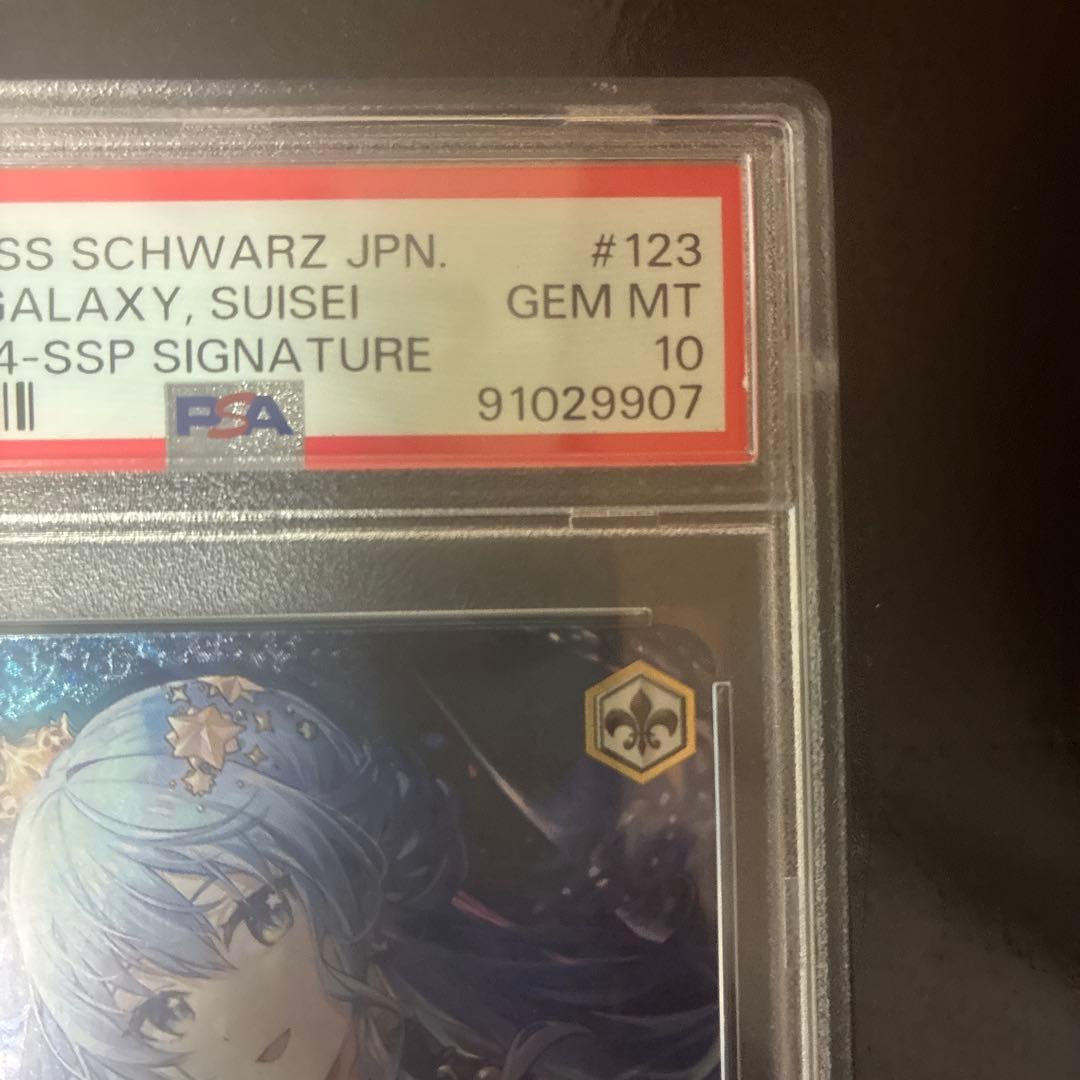 SS SCHWARZ JPN. #123
GALAXY, SUISEI GEM MT
4-SSP SIGNATURE 10
PSA 91029907